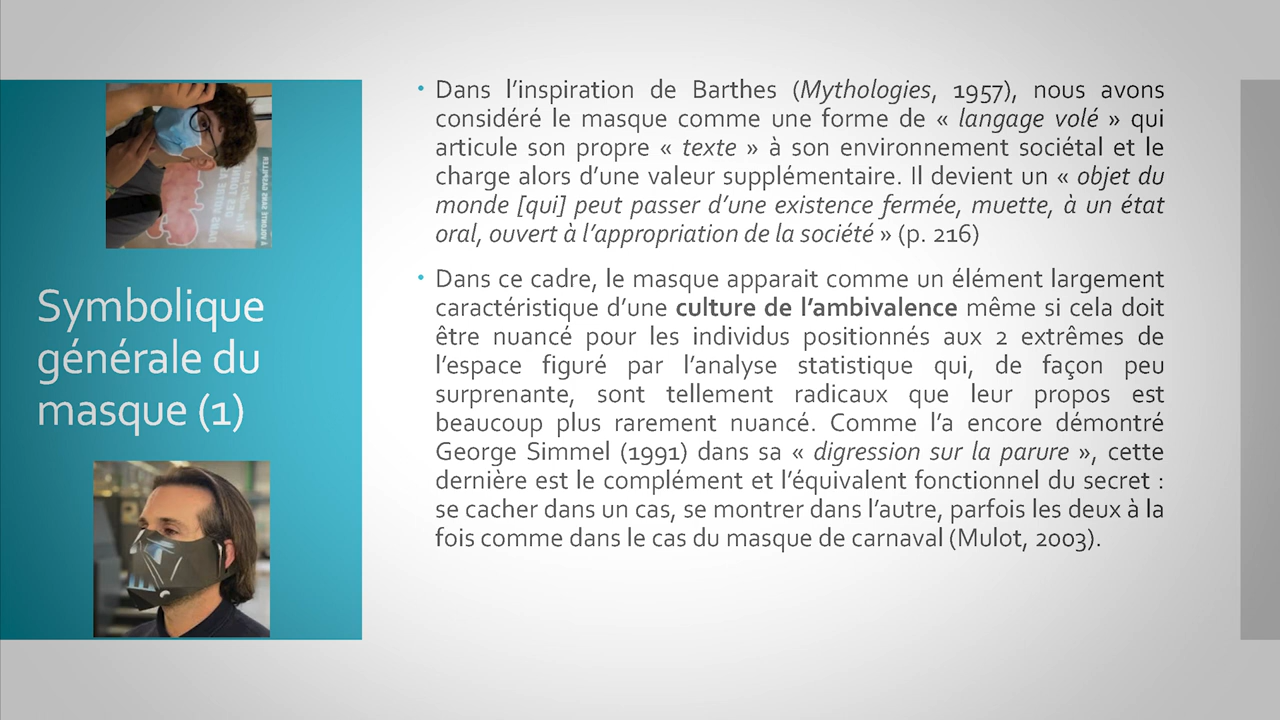 Symbolique
générale du
masque (1)
Dans l’inspiration de Barthes (Mythologies, 1957), nous avons
considéré le masque comme une forme de « langage volé » qui
articule son propre « texte » à son environnement sociétal et le
charge alors d’une valeur supplémentaire. Il devient un « objet du
monde [qui] peut passer d’une existence fermée, muette, à un état
oral, ouvert à l’appropriation de la société » (p. 216)
Dans ce cadre, le masque apparait comme un élément largement
caractéristique d’une culture de l’ambivalence même si cela doit
être nuancé pour les individus positionnés aux 2 extrêmes de
l’espace figuré par l’analyse statistique qui, de façon peu
surprenante, sont tellement radicaux que leur propos est
beaucoup plus rarement nuancé. Comme l’a encore démontré
George Simmel (1991) dans sa « digression sur la parure », cette
dernière est le complément et l’équivalent fonctionnel du secret :
se cacher dans un cas, se montrer dans l’autre, parfois les deux à la
fois comme dans le cas du masque de carnaval (Mulot, 2003).